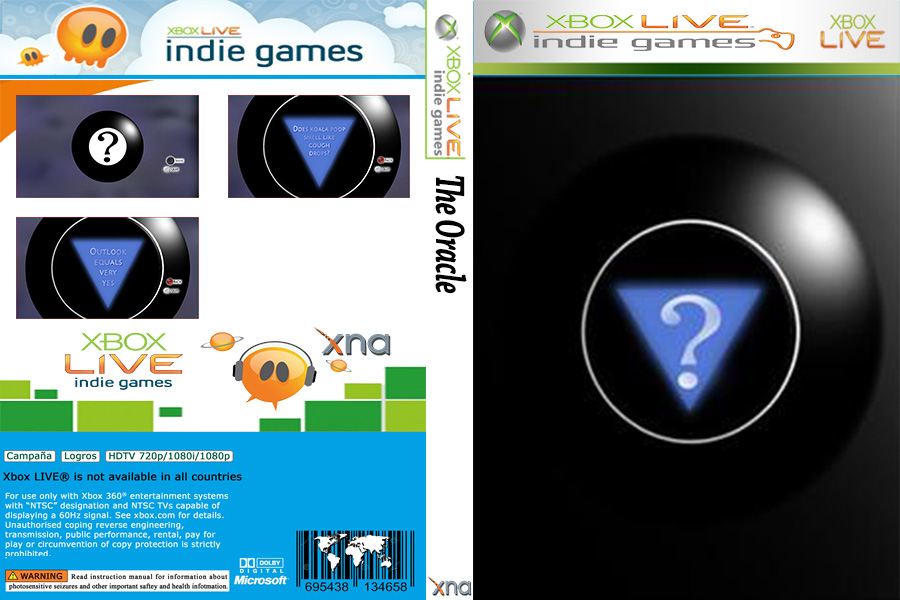 XBOX LIVE
indie games
?
DOES KOALA POOP
SMELL LIKE
COUGH
DROPS?
OUTLOOK
EQUALS
VERY
YES
XBOX
LIVE
indie games
xna
Campaña Logros HDTV 720p/1080i/1080p
Xbox LIVE® is not available in all countries
For use only with Xbox 360® entertainment systems
with “NTSC” designation and NTSC TVs capable of
displaying a 60Hz signal. See xbox.com for details.
Unauthorised coping reverse engineering,
transmission, public performance, rental, pay for
play or circumvention of copy protection is strictly
prohibited.
WARNING Read instruction manual for information about
photosensitive seizures and other important saftey and health infotmation.
DOLBY
DIGITAL
Microsoft
695438 134658
XBOX LIVE
indie games
The Oracle
xna
XBOX LIVE
indie games
XBOX
LIVE
?